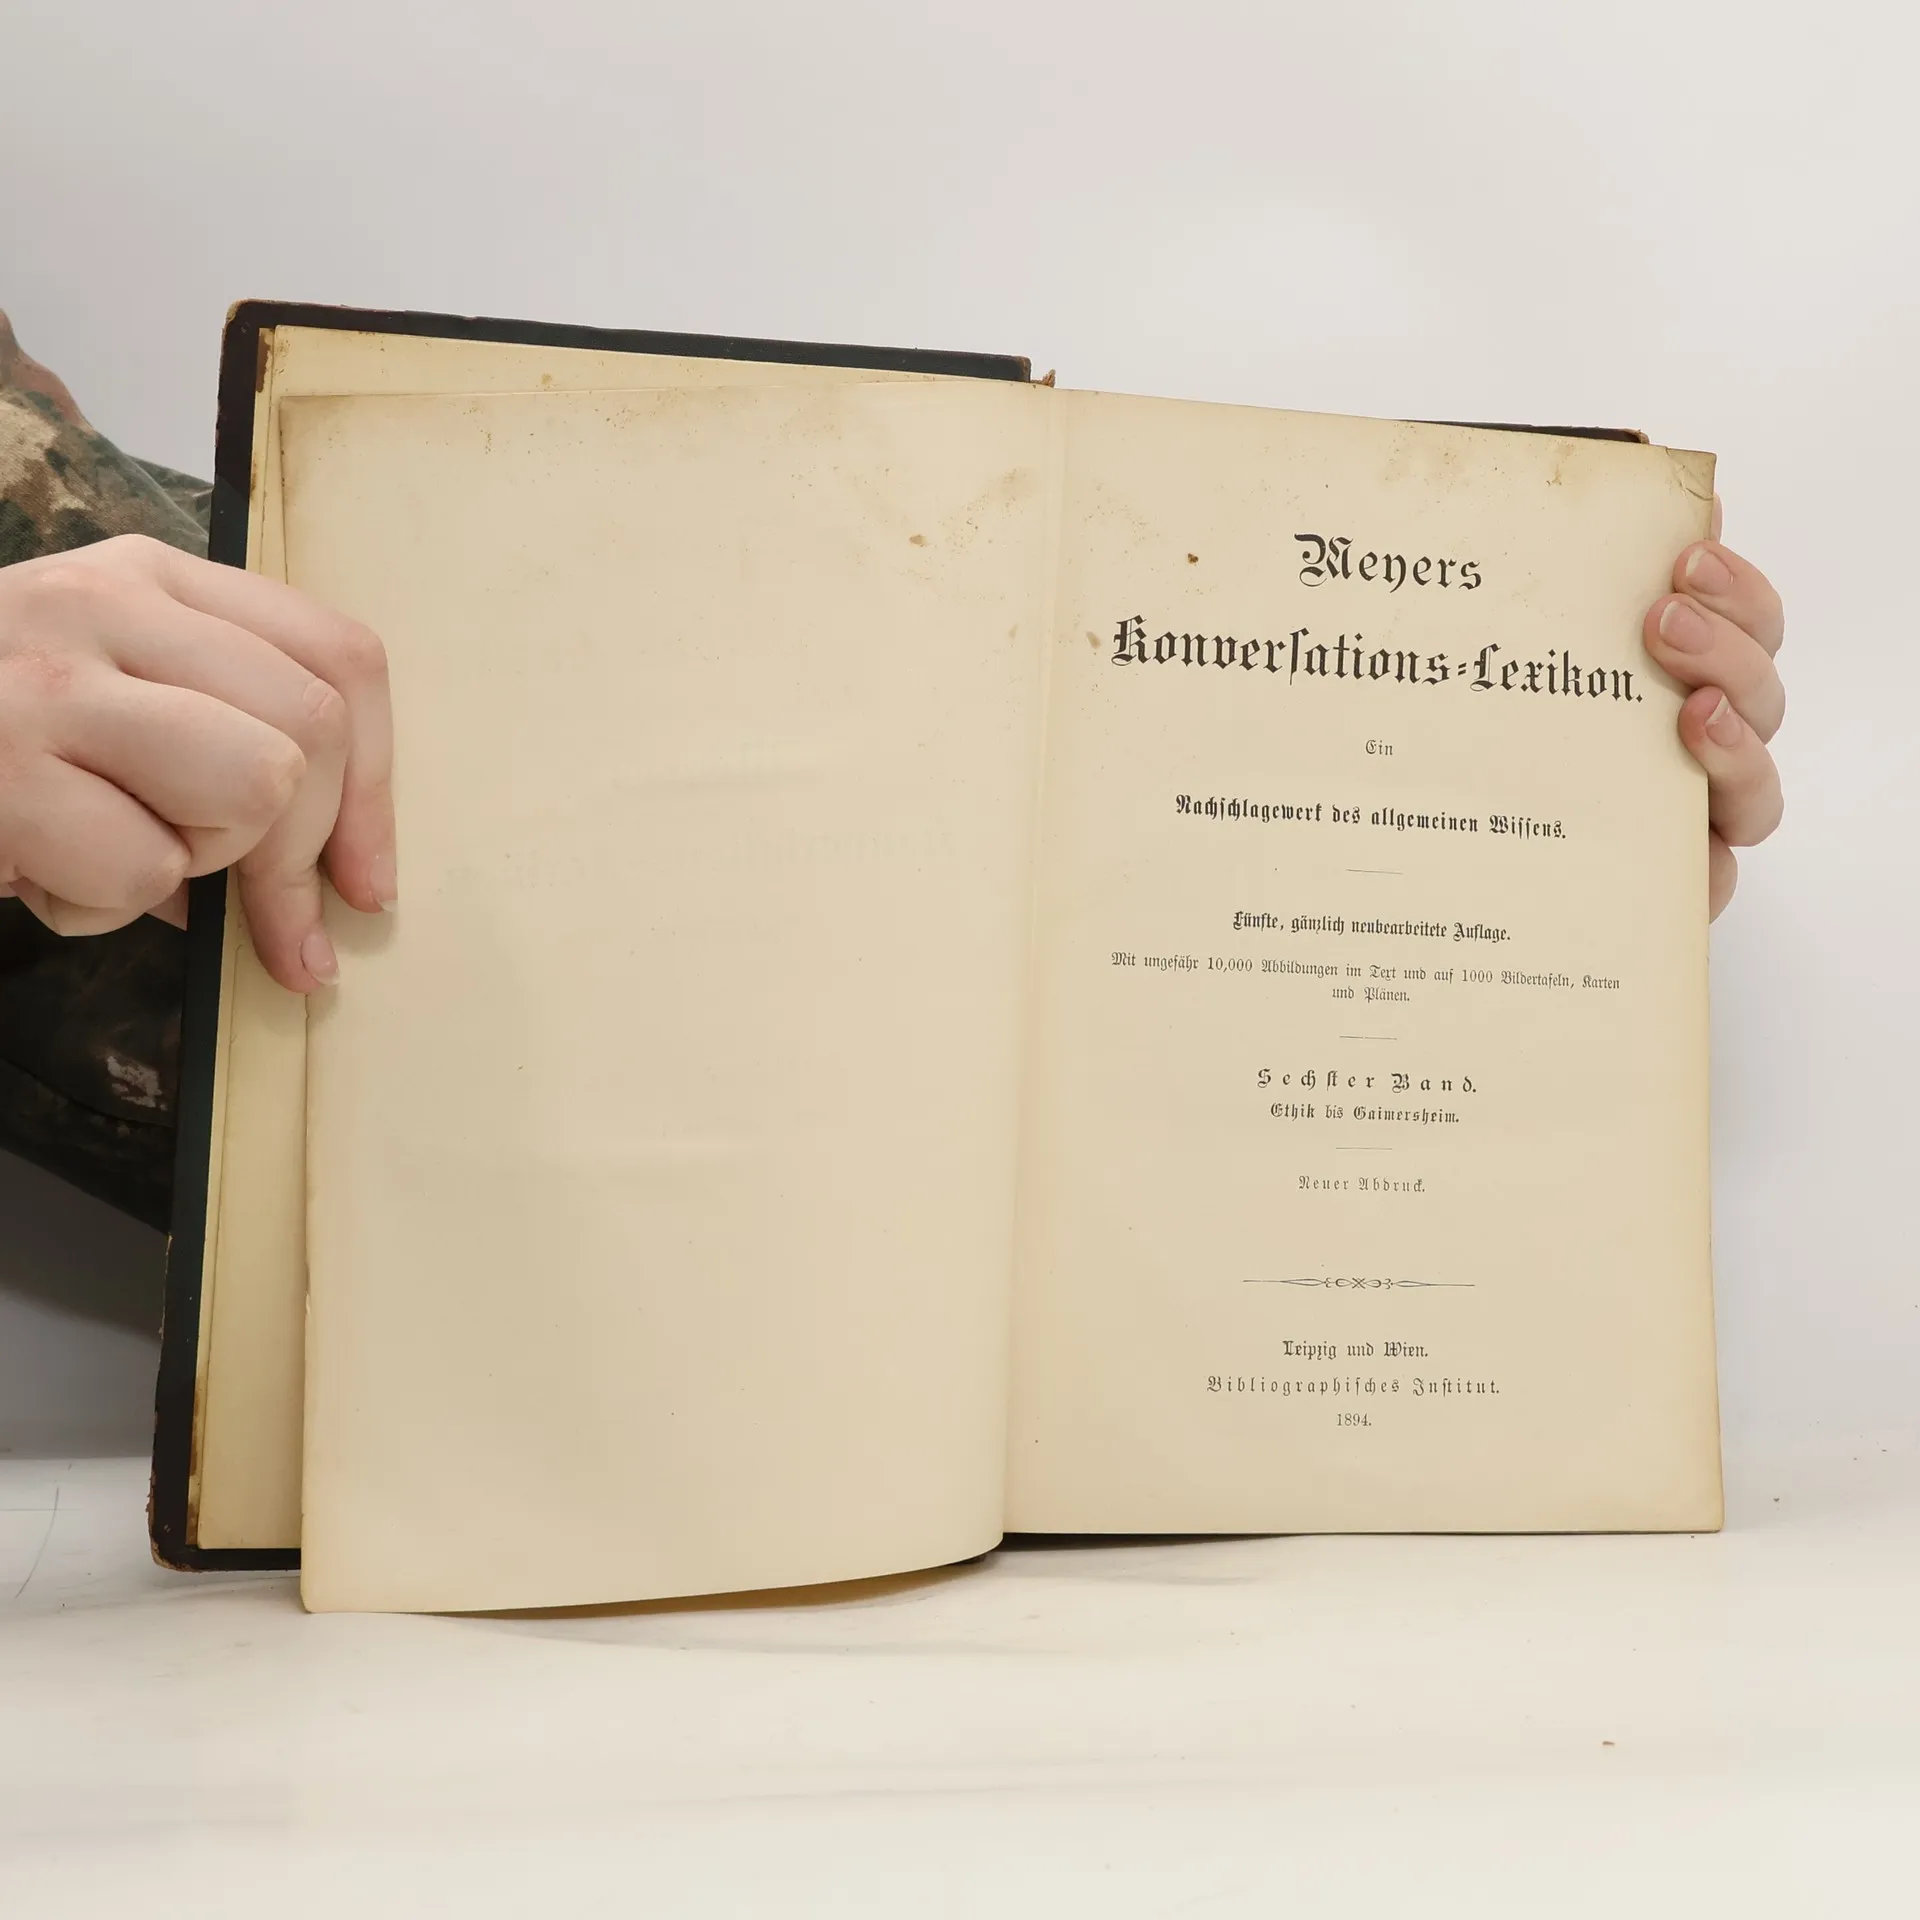 Meyers
Konverſations-Lexikon.
Ein
Nachſchlagewerk des allgemeinen Wiſſens.
Fünfte, gänzlich neubearbeitete Auflage.
Mit ungefähr 10,000 Abbildungen im Text und auf 1000 Bildertafeln, Karten
und Plänen.
Sechſter Band.
Ethik bis Gaimersheim.
Neuer Abdruck.
Leipzig und Wien.
Bibliographiſches Inſtitut.
1894.